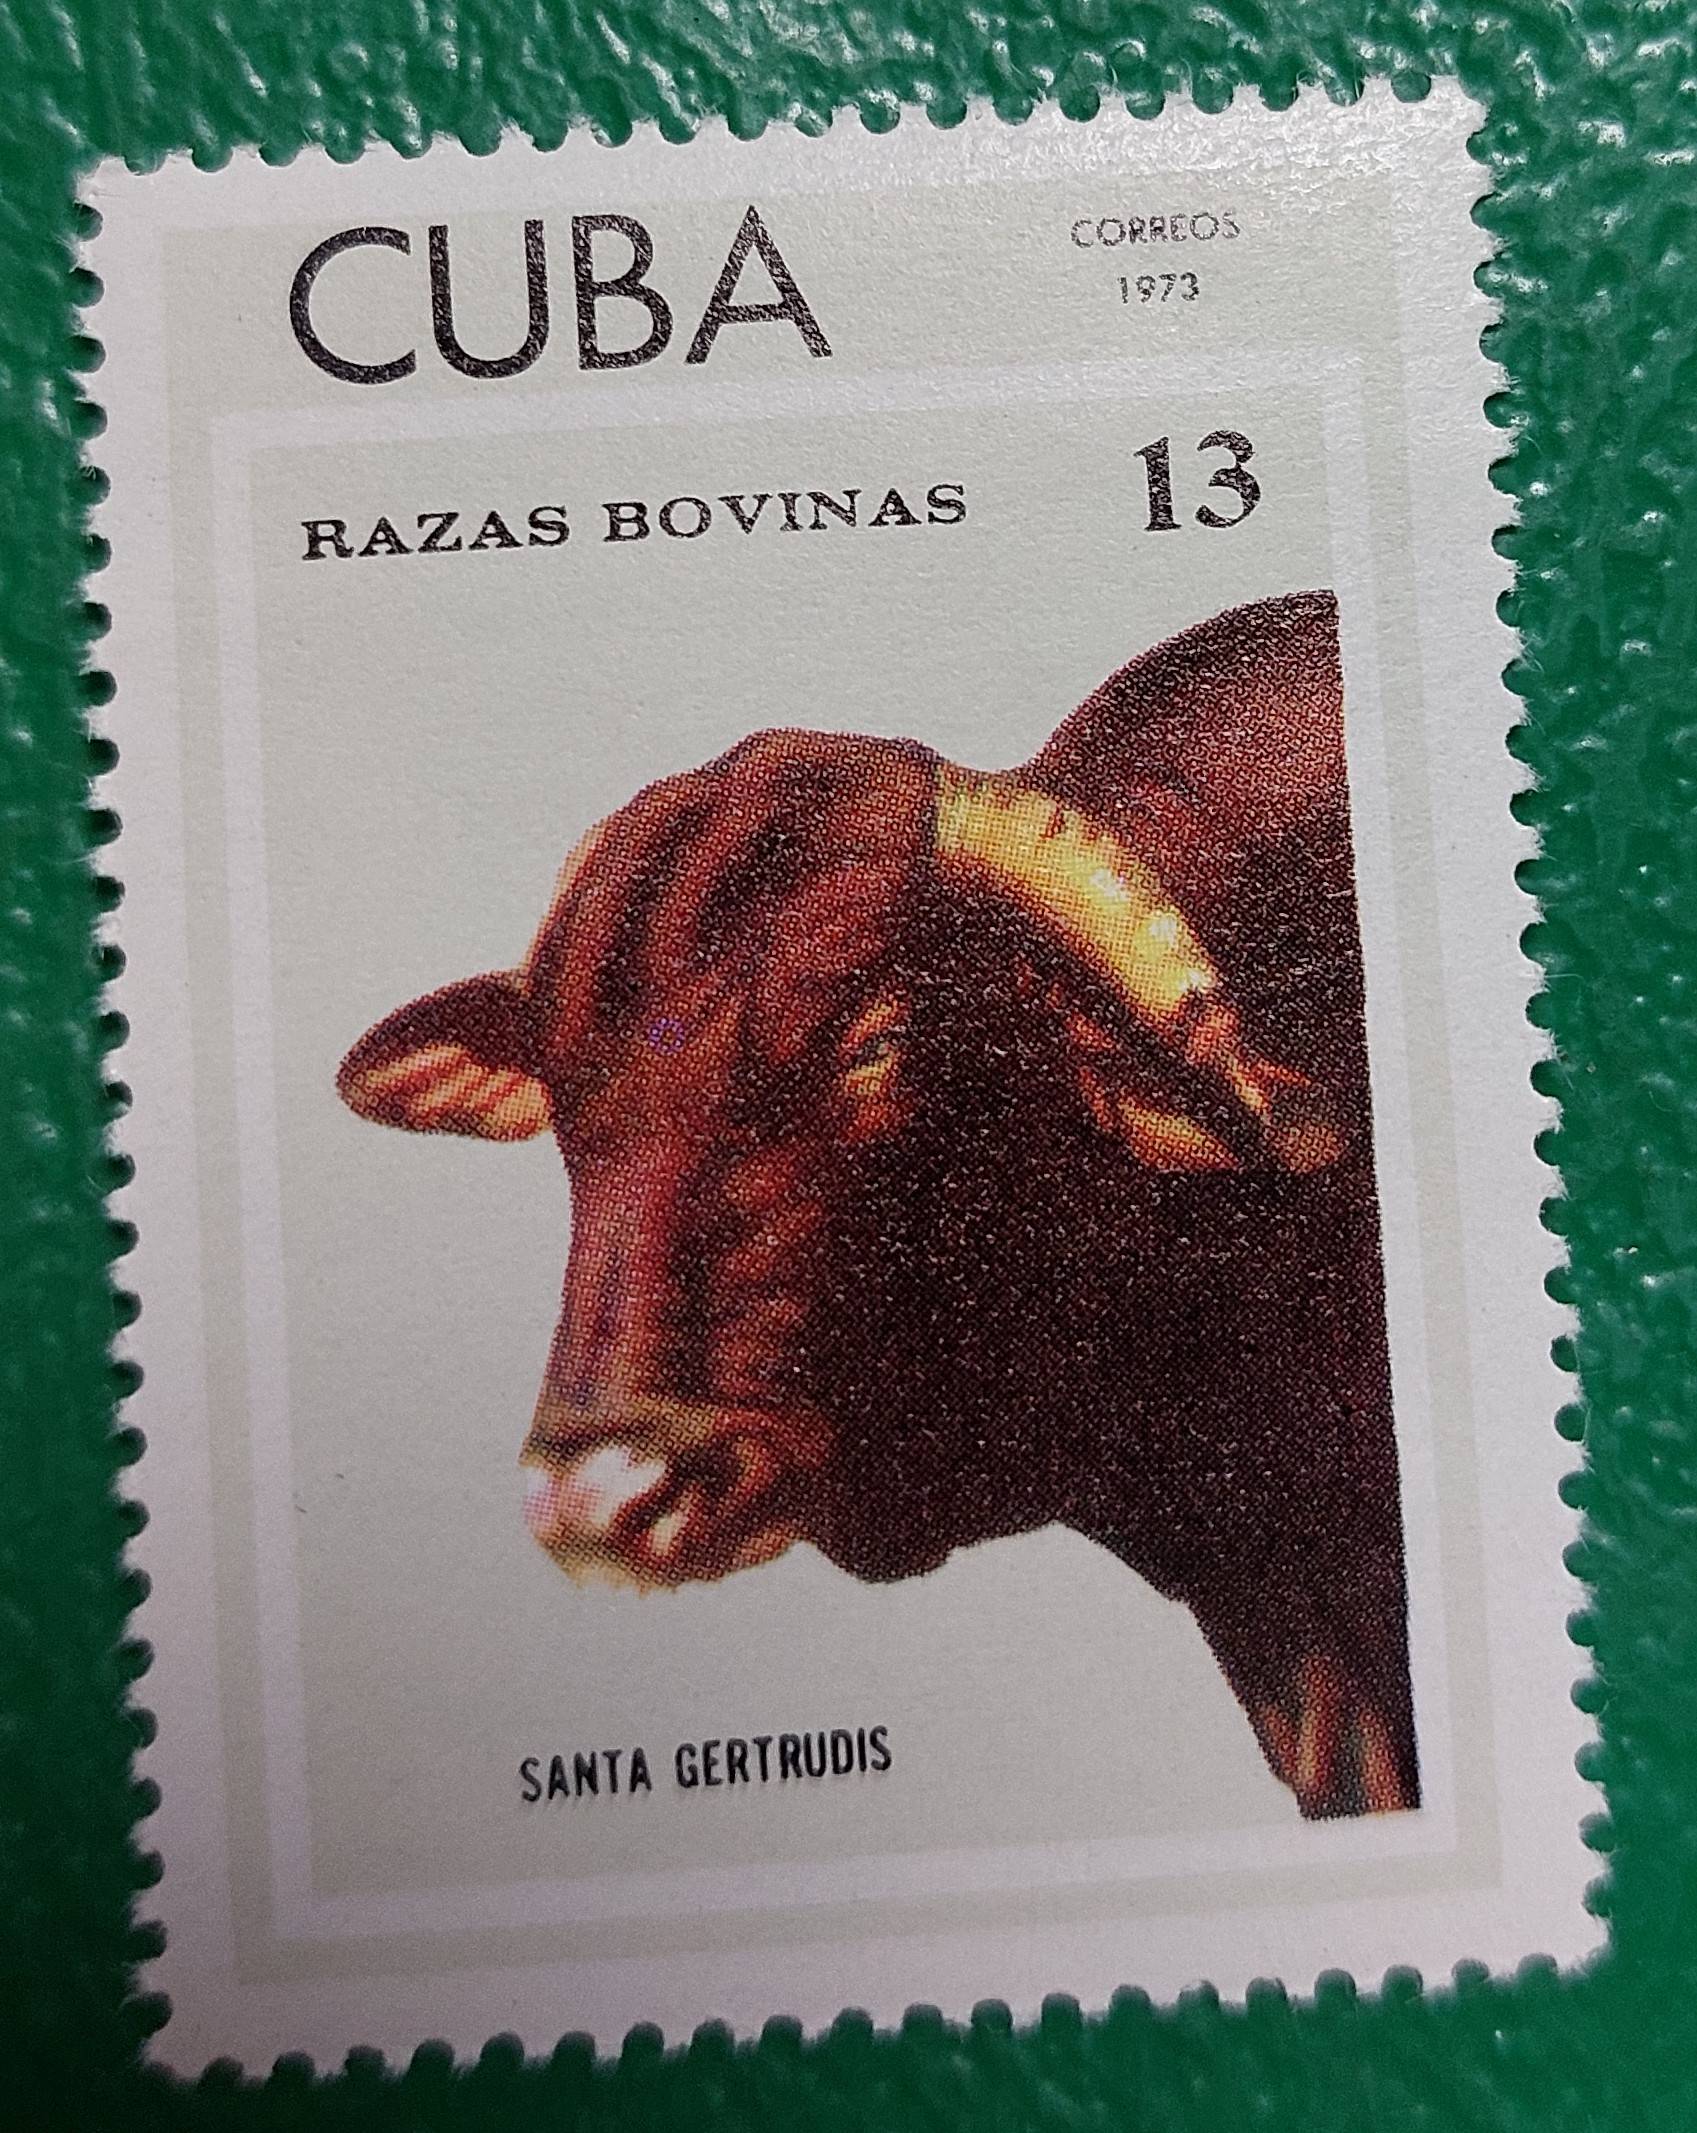 CUBA
CORREOS
1973
RAZAS BOVINAS
13
SANTA GERTRUDIS